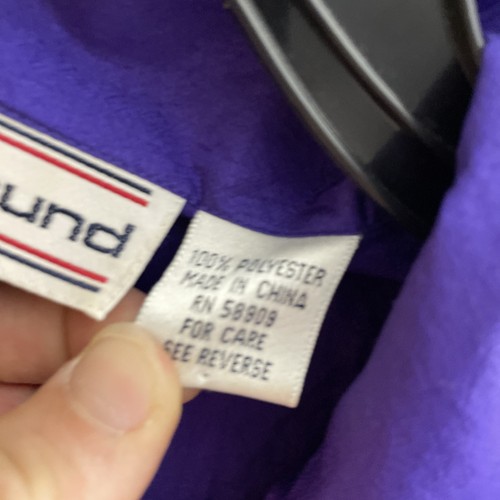 und
100% POLYESTER
MADE IN CHINA
RN 58909
FOR CARE
SEE REVERSE